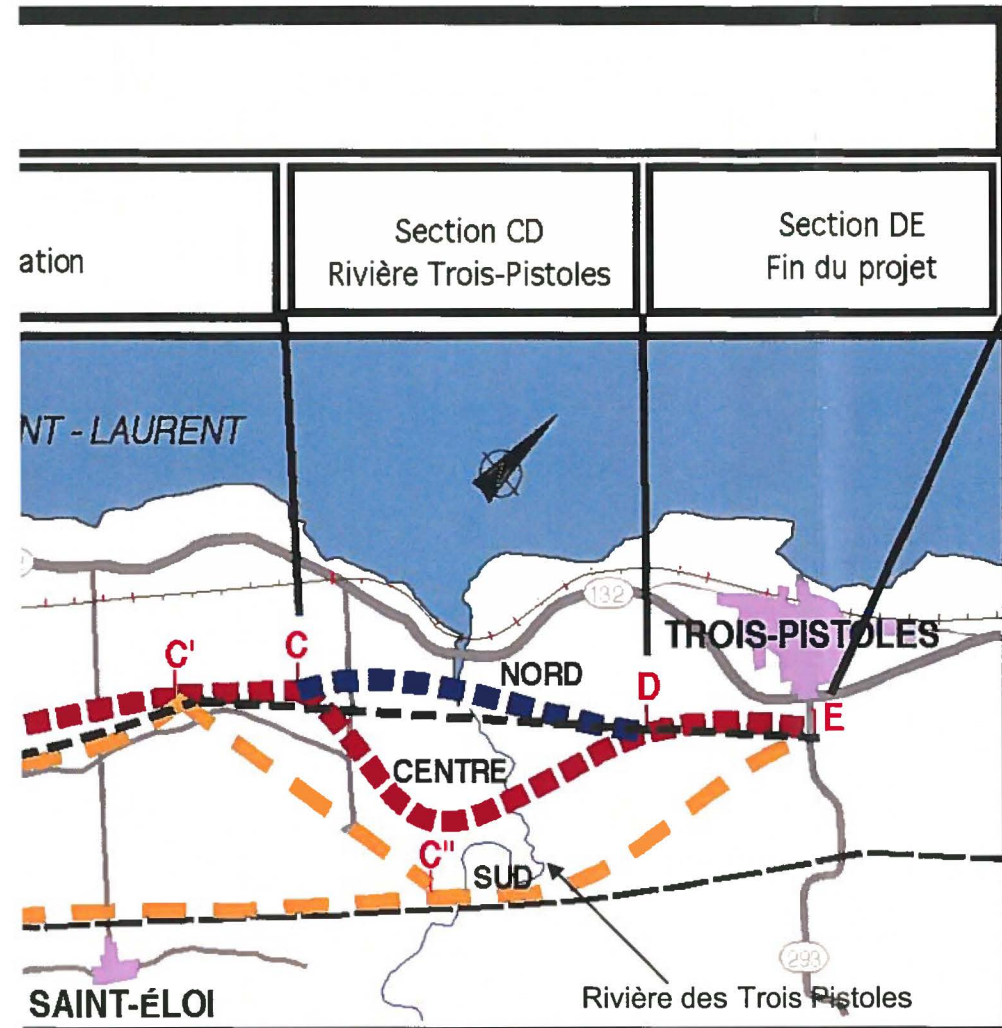 ation
Section CD
Rivière Trois-Pistoles
Section DE
Fin du projet
NT - LAURENT
132
TROIS-PISTOLES
C'
C
NORD
D
E
CENTRE
C"
SUD
293
SAINT-ÉLOI
Rivière des Trois Pistoles